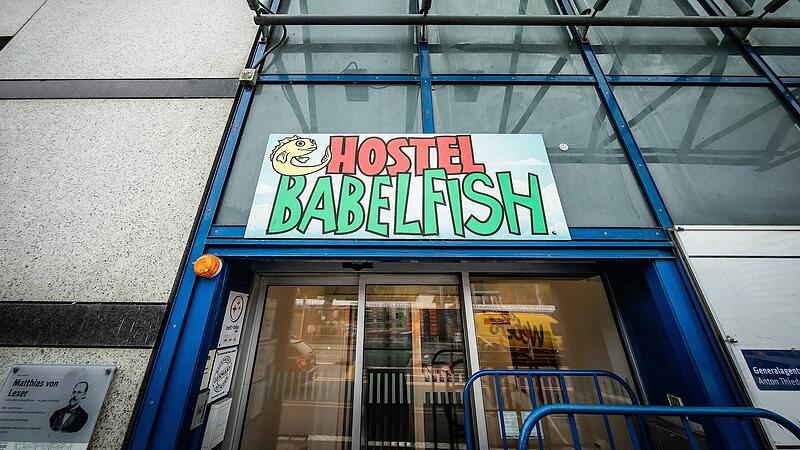 HOSTEL
BABELFISH
Matthias von
Lexer
Generalagent
Anton Thied